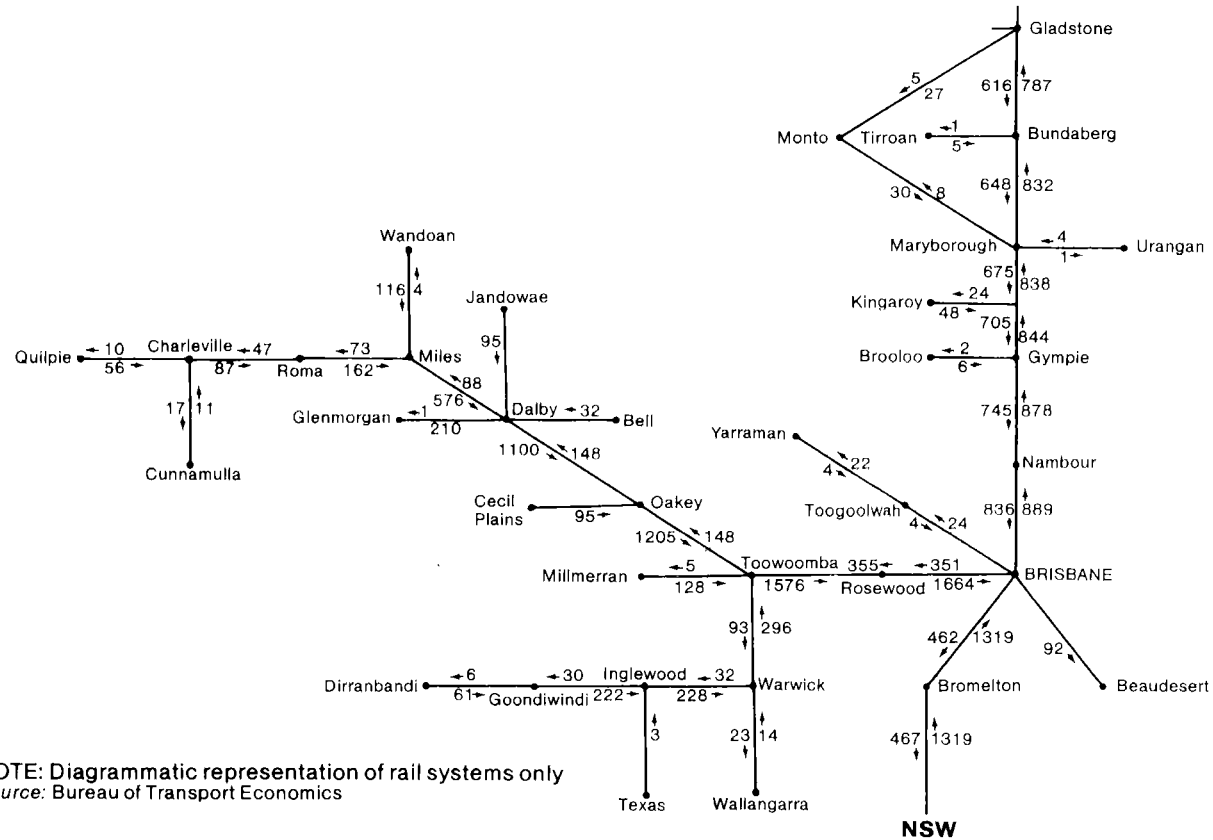 Gladstone
5
27
616 787
Monto
Tirroan
1
5
Bundaberg
30 8
648 832
Maryborough
4
1
Urangan
675 838
Kingaroy
24
48
705 844
Brooloo
2
6
Gympie
745 878
Nambour
836 889
Wandoan
116 4
Jandowae
95
Quilpie
10
56
Charleville
47
87
Roma
73
162
Miles
88
576
17 11
Cunnamulla
Glenmorgan
1
210
Dalby
32
Bell
148
1100
Cecil
Plains
95
Oakey
148
1205
Yarraman
22
4
Toogoolwah
24
4
Millmerran
5
128
Toowoomba
1576
355
Rosewood
351
1664
BRISBANE
93 296
Dirranbandi
6
61
Goondiwindi
30
222
Inglewood
32
228
Warwick
3
Texas
23 14
Wallangarra
462 1319
Bromelton
92
Beaudesert
467 1319
NSW
OTE: Diagrammatic representation of rail systems only
urce: Bureau of Transport Economics